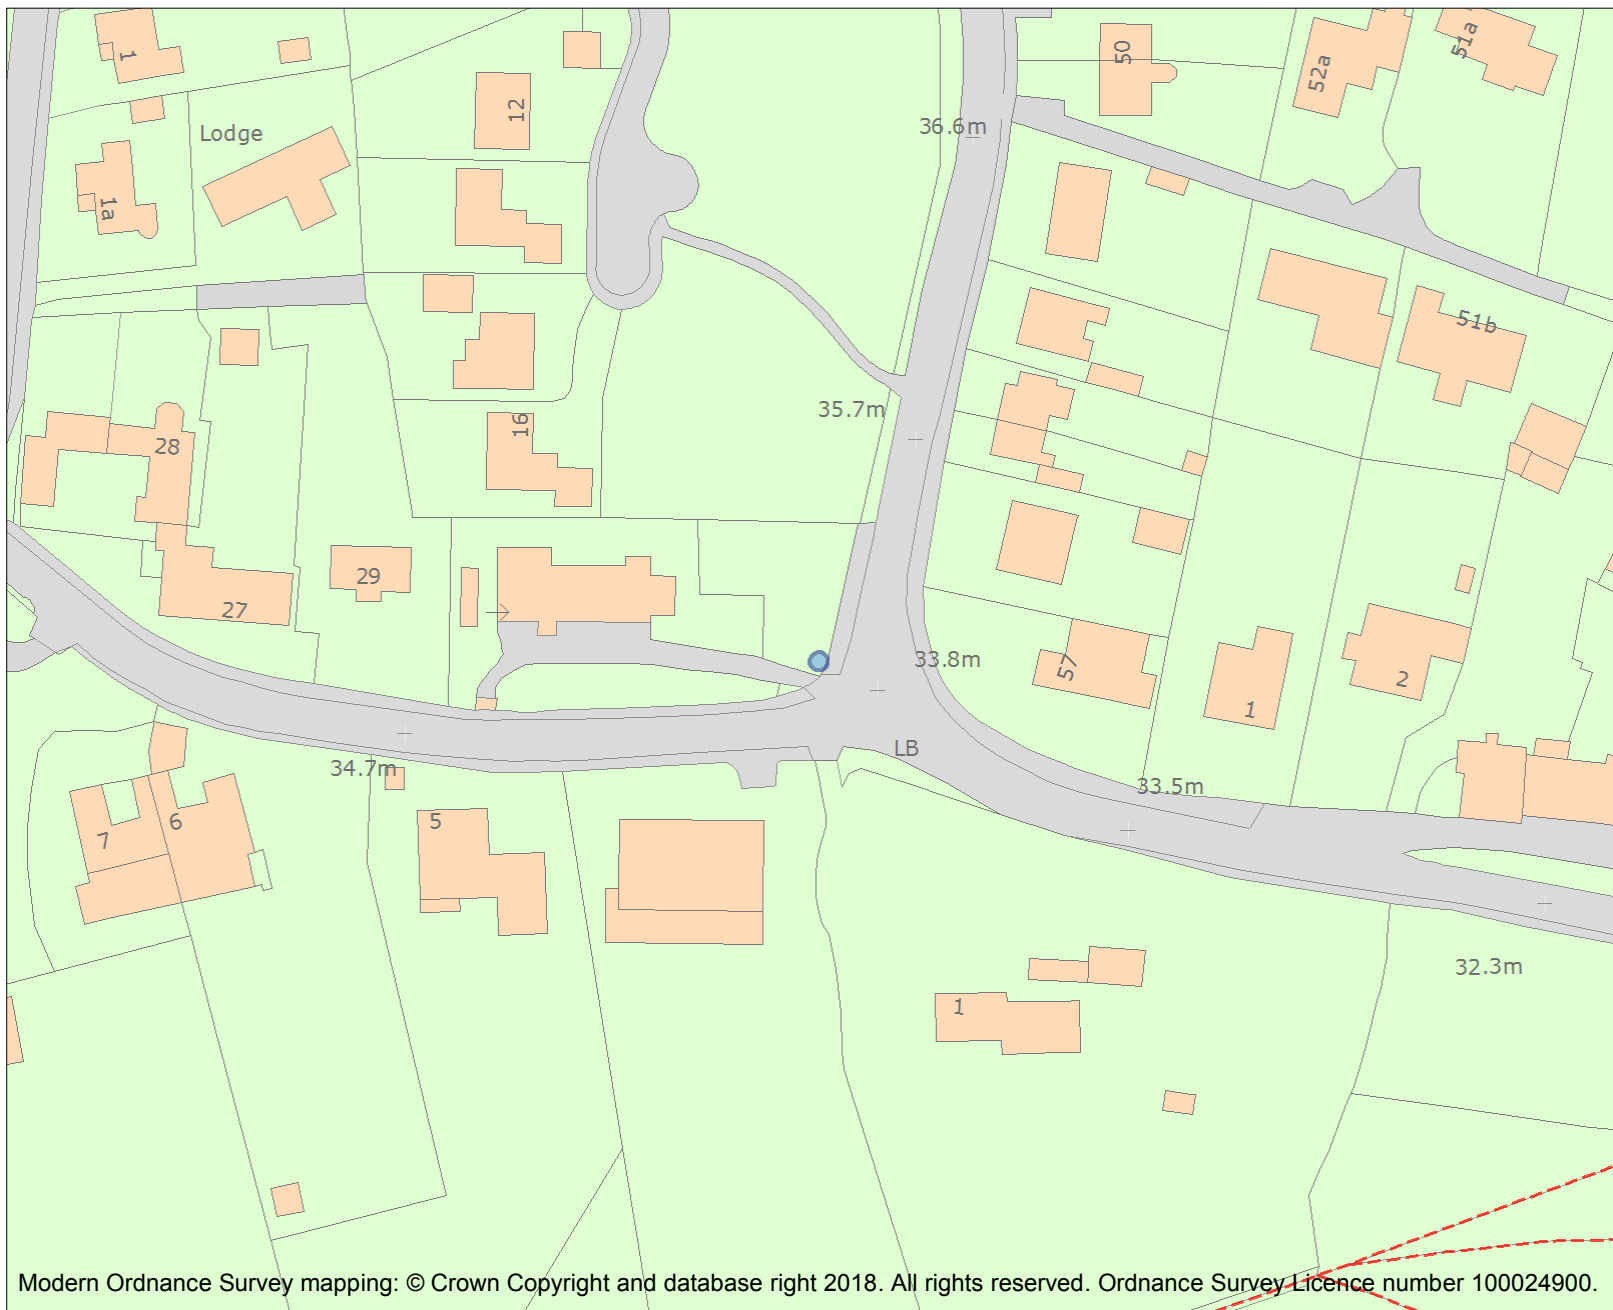 1
50
51a
52a
12
36.6m
Lodge
1a
51b
35.7m
16
28
29
27
33.8m
57
2
1
LB
34.7m
33.5m
5
6
7
32.3m
1
Modern Ordnance Survey mapping: © Crown Copyright and database right 2018. All rights reserved. Ordnance Survey Licence number 100024900.